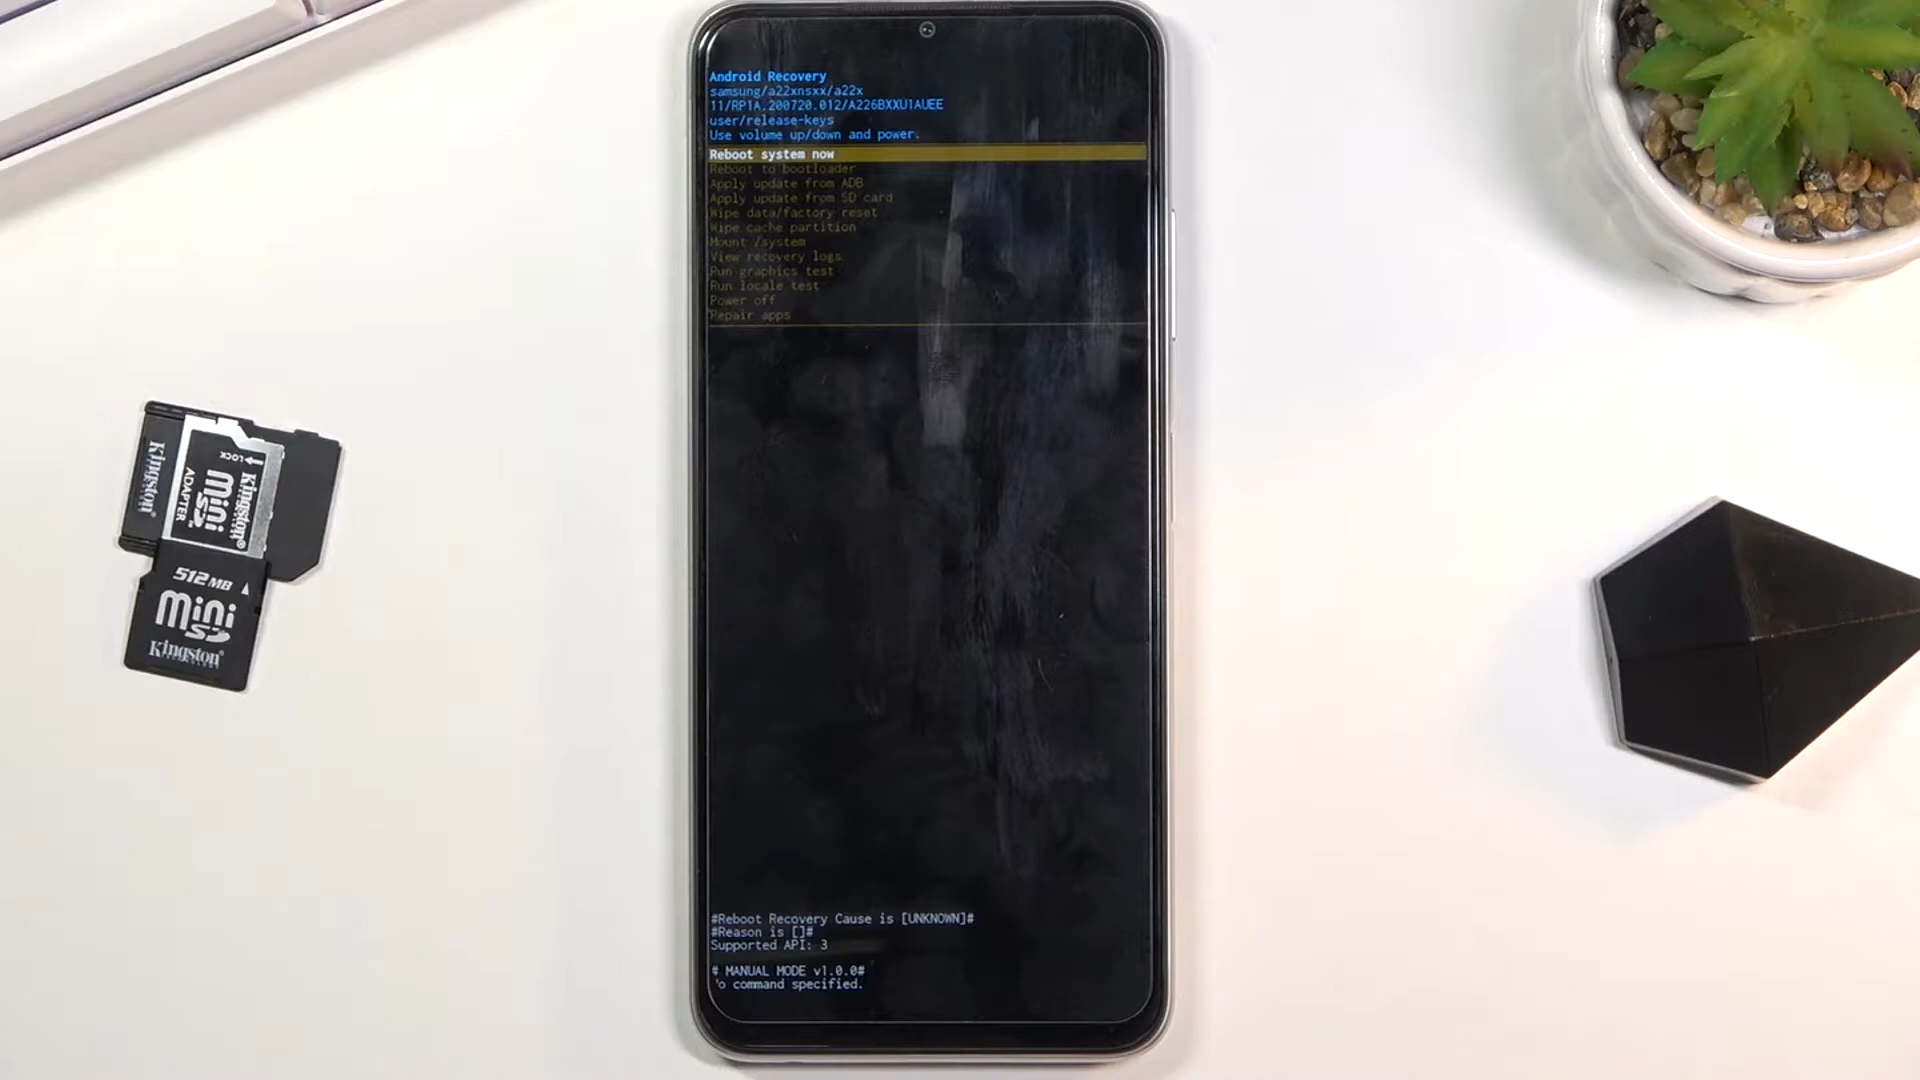 Android Recovery
samsung/a22xnsxx/a22x
11/RP1A.200720.012/A226BXXU1AUEE
user/release-keys
Use volume up/down and power.
Reboot system now
Reboot to bootloader
Apply update from ADB
Apply update from SD card
Wipe data/factory reset
Wipe cache partition
Mount /system
View recovery logs
Run graphics test
Run locale test
Power off
Repair apps
#Reboot Recovery Cause is [UNKNOWN]#
#Reason is []#
Supported API: 3
# MANUAL MODE v1.0.0#
o command specified.
Kingston
LOCK
Kingston
mini
SD
ADAPTER
512 MB
mini
SD
Kingston